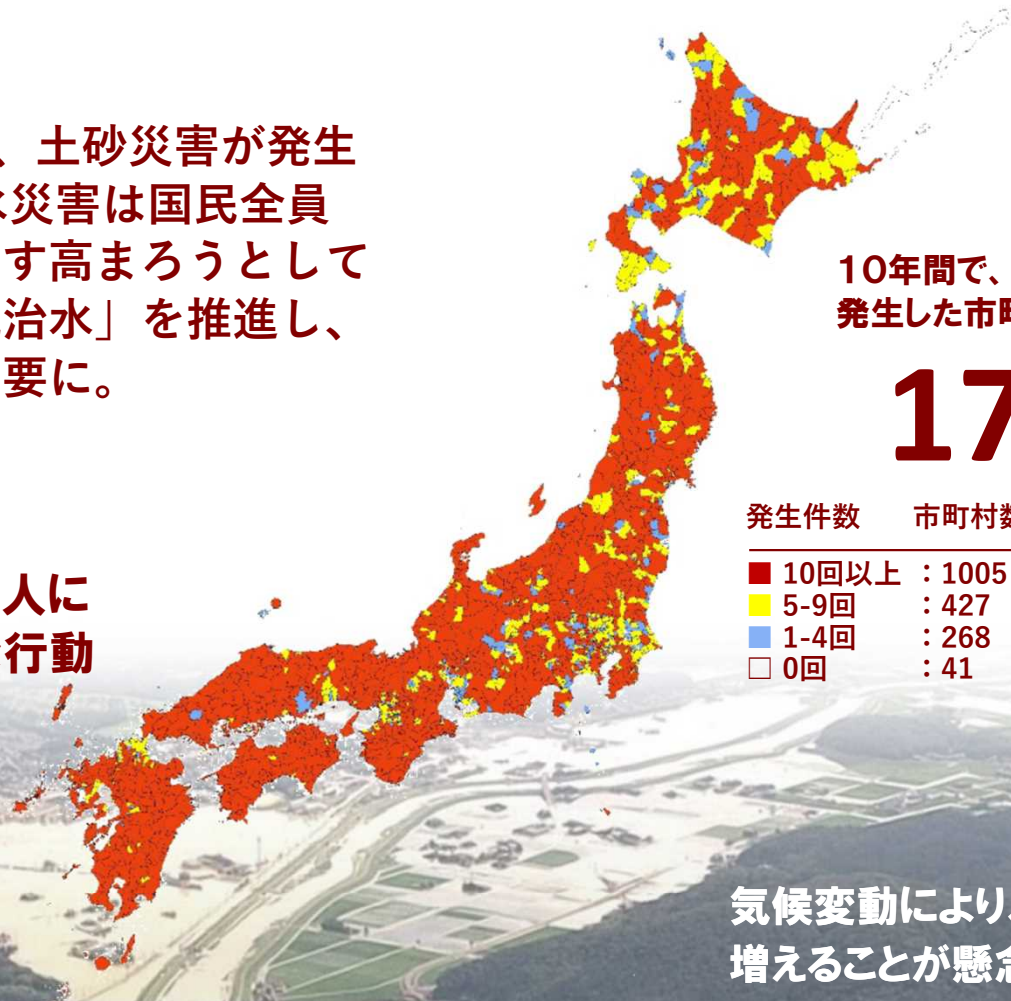 、土砂災害が発生
災害は国民全員
す高まろうとして
治水」を推進し、
要に。
人に
行動
10年間で、
発生した市町
17
発生件数 市町村数
■ 10回以上 ：1005
■ 5-9回 ：427
■ 1-4回 ：268
□ 0回 ：41
気候変動により
増えることが懸念